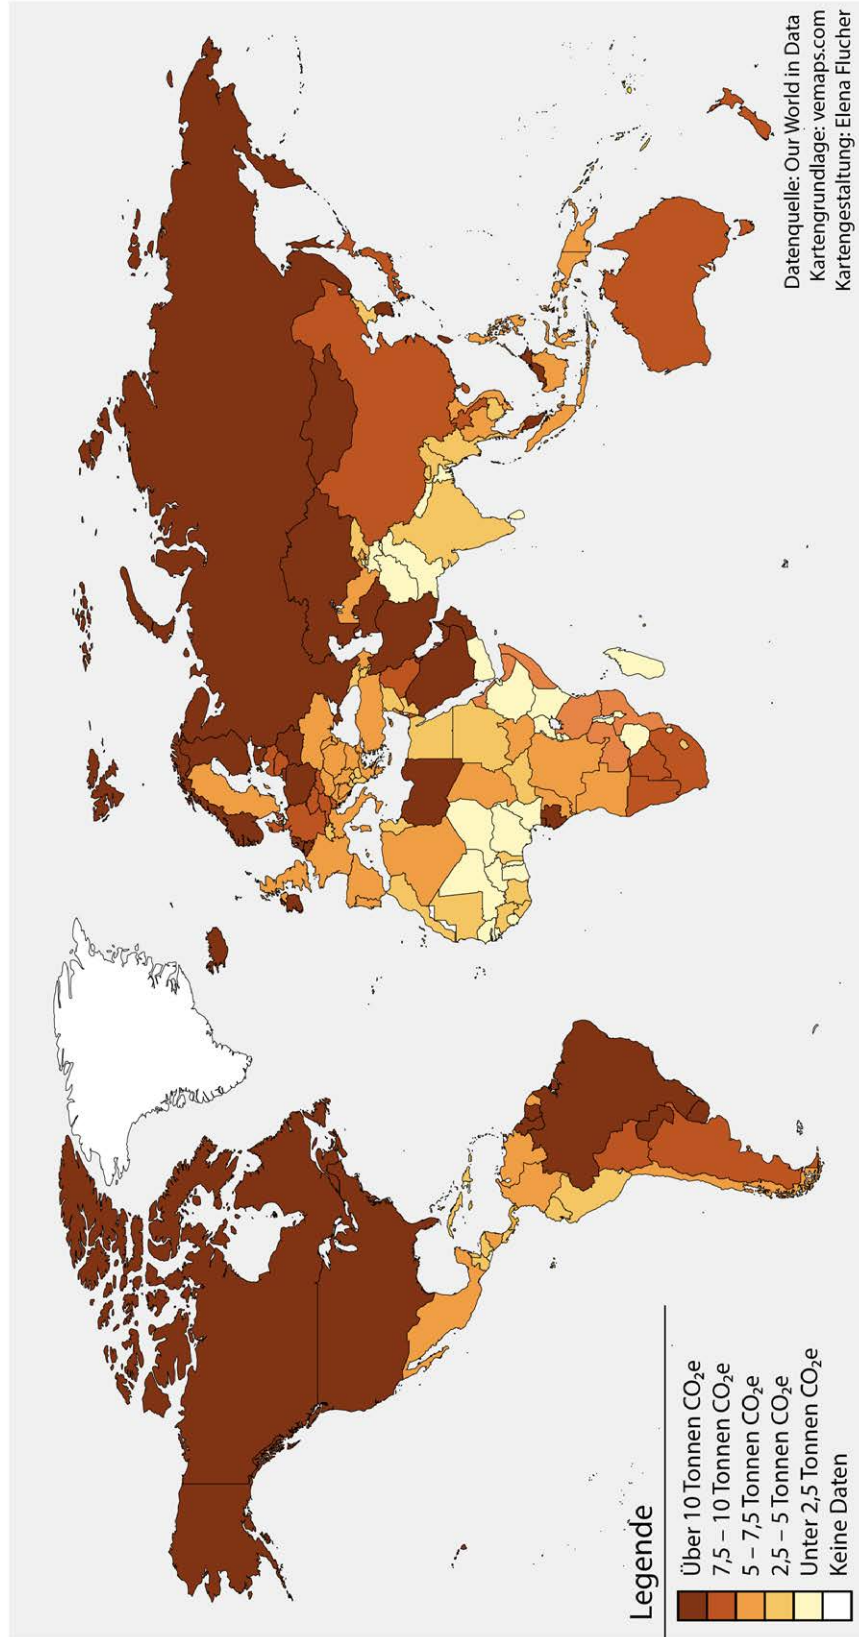 Legende
Über 10 Tonnen CO₂e
7,5 – 10 Tonnen CO₂e
5 – 7,5 Tonnen CO₂e
2,5 – 5 Tonnen CO₂e
Unter 2,5 Tonnen CO₂e
Keine Daten
Datenquelle: Our World in Data
Kartengrundlage: vemaps.com
Kartengestaltung: Elena Flucher